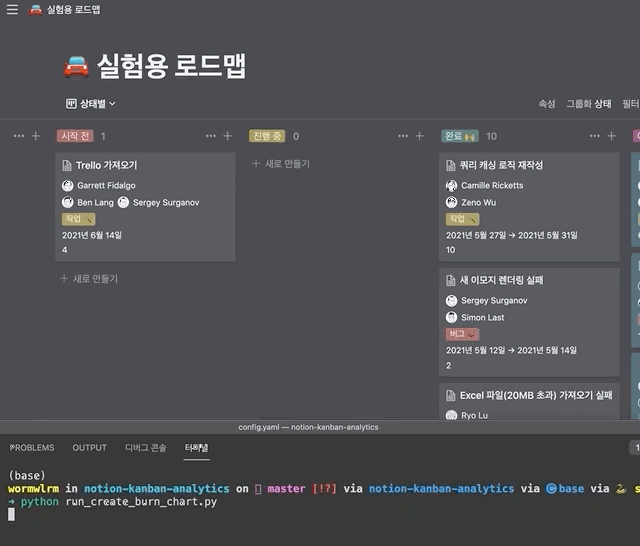 실험용 로드맵
실험용 로드맵
상태별
속성 그룹화 상태 필터
시작 전 1
진행 중 0
완료 10
Trello 가져오기
Garrett Fidalgo
Ben Lang Sergey Surganov
작업
2021년 6월 14일
4
+ 새로 만들기
+ 새로 만들기
쿼리 캐싱 로직 재작성
Camille Ricketts
Zeno Wu
작업
2021년 5월 27일 → 2021년 5월 31일
10
새 이모지 렌더링 실패
Sergey Surganov
Simon Last
버그
2021년 5월 12일 → 2021년 5월 14일
2
Excel 파일(20MB 초과) 가져오기 실패
Ryo Lu
config.yaml — notion-kanban-analytics
PROBLEMS OUTPUT 디버그 콘솔 터미널
1
(base)
wormwlrm in notion-kanban-analytics on master [!?] via notion-kanban-analytics via base via s
→ python run_create_burn_chart.py